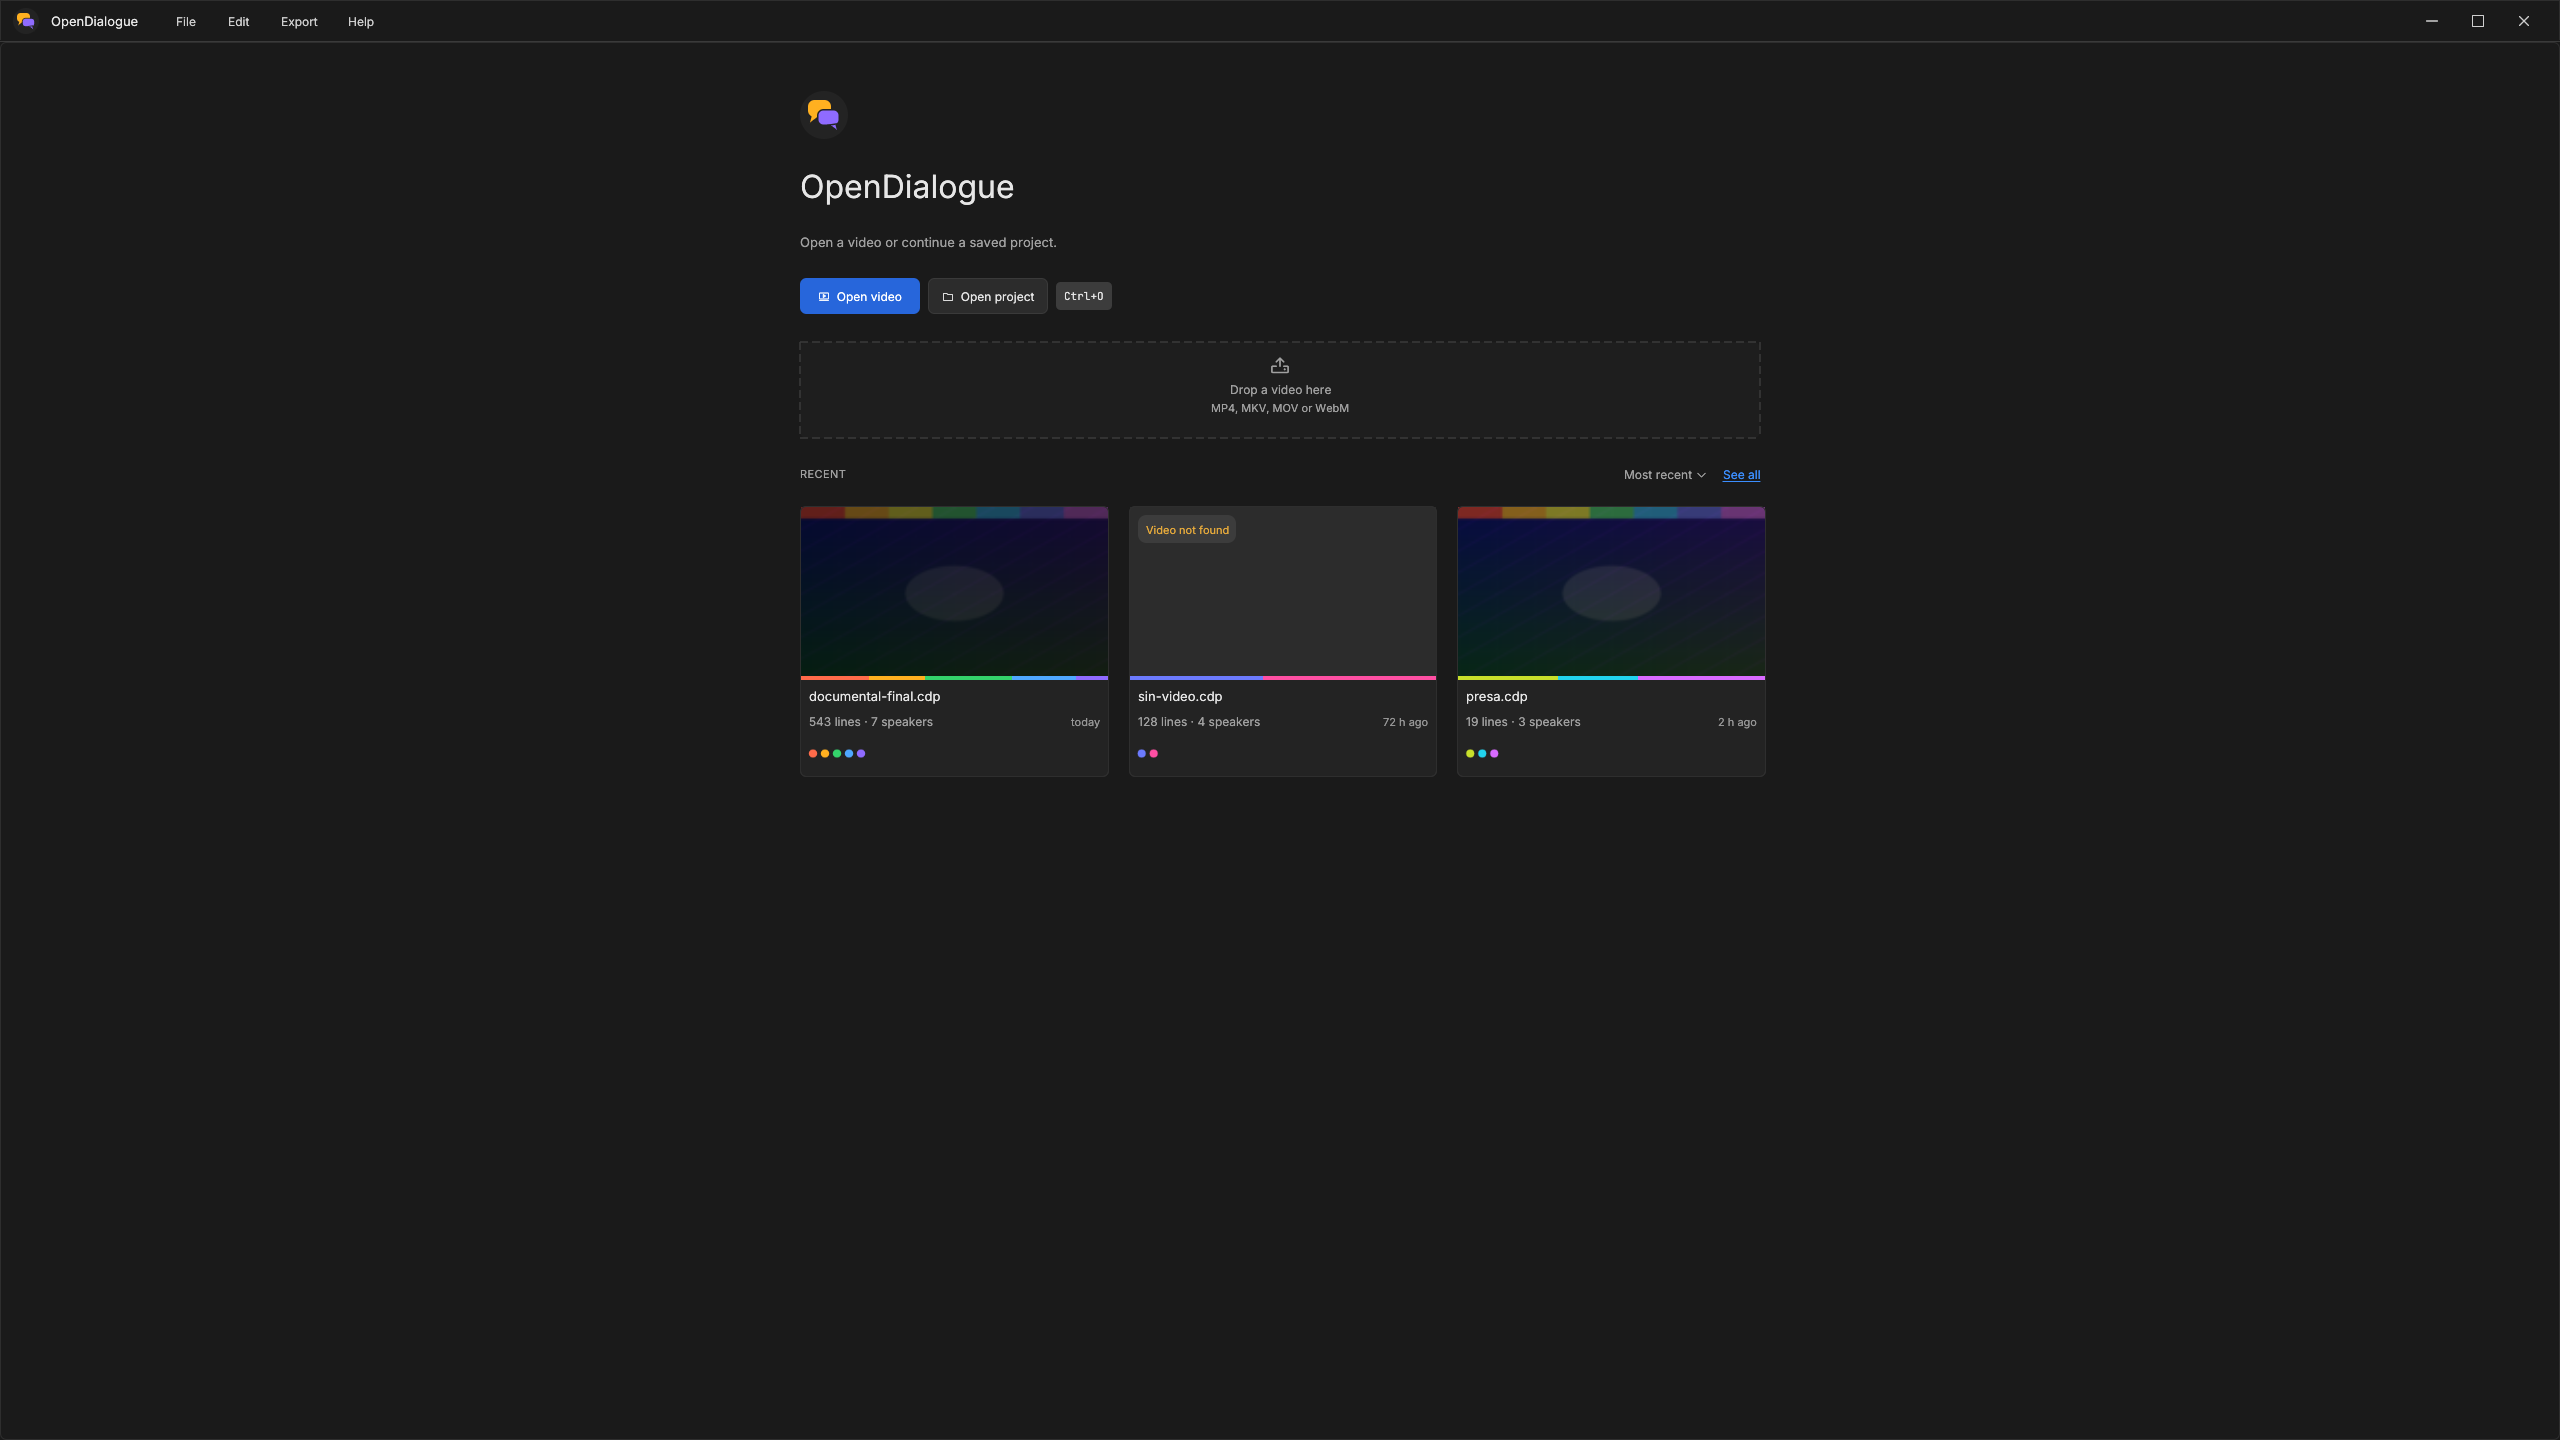 OpenDialogue File Edit Export Help
OpenDialogue
Open a video or continue a saved project.
Open video Open project Ctrl+O
Drop a video here
MP4, MKV, MOV or WebM
RECENT Most recent See all
Video not found
documental-final.cdp
543 lines · 7 speakers today
sin-video.cdp
128 lines · 4 speakers 72 h ago
presa.cdp
19 lines · 3 speakers 2 h ago